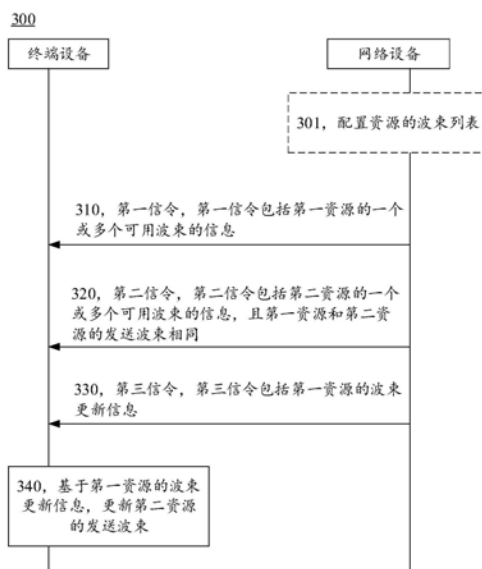 300
终端设备
网络设备
301，配置资源的波束列表
310，第一信令，第一信令包括第一资源的一个
或多个可用波束的信息
320，第二信令，第二信令包括第二资源的一个
或多个可用波束的信息，且第一资源和第二资
源的发送波束相同
330，第三信令，第三信令包括第一资源的波束
更新信息
340，基于第一资源的波束
更新信息，更新第二资源
的发送波束